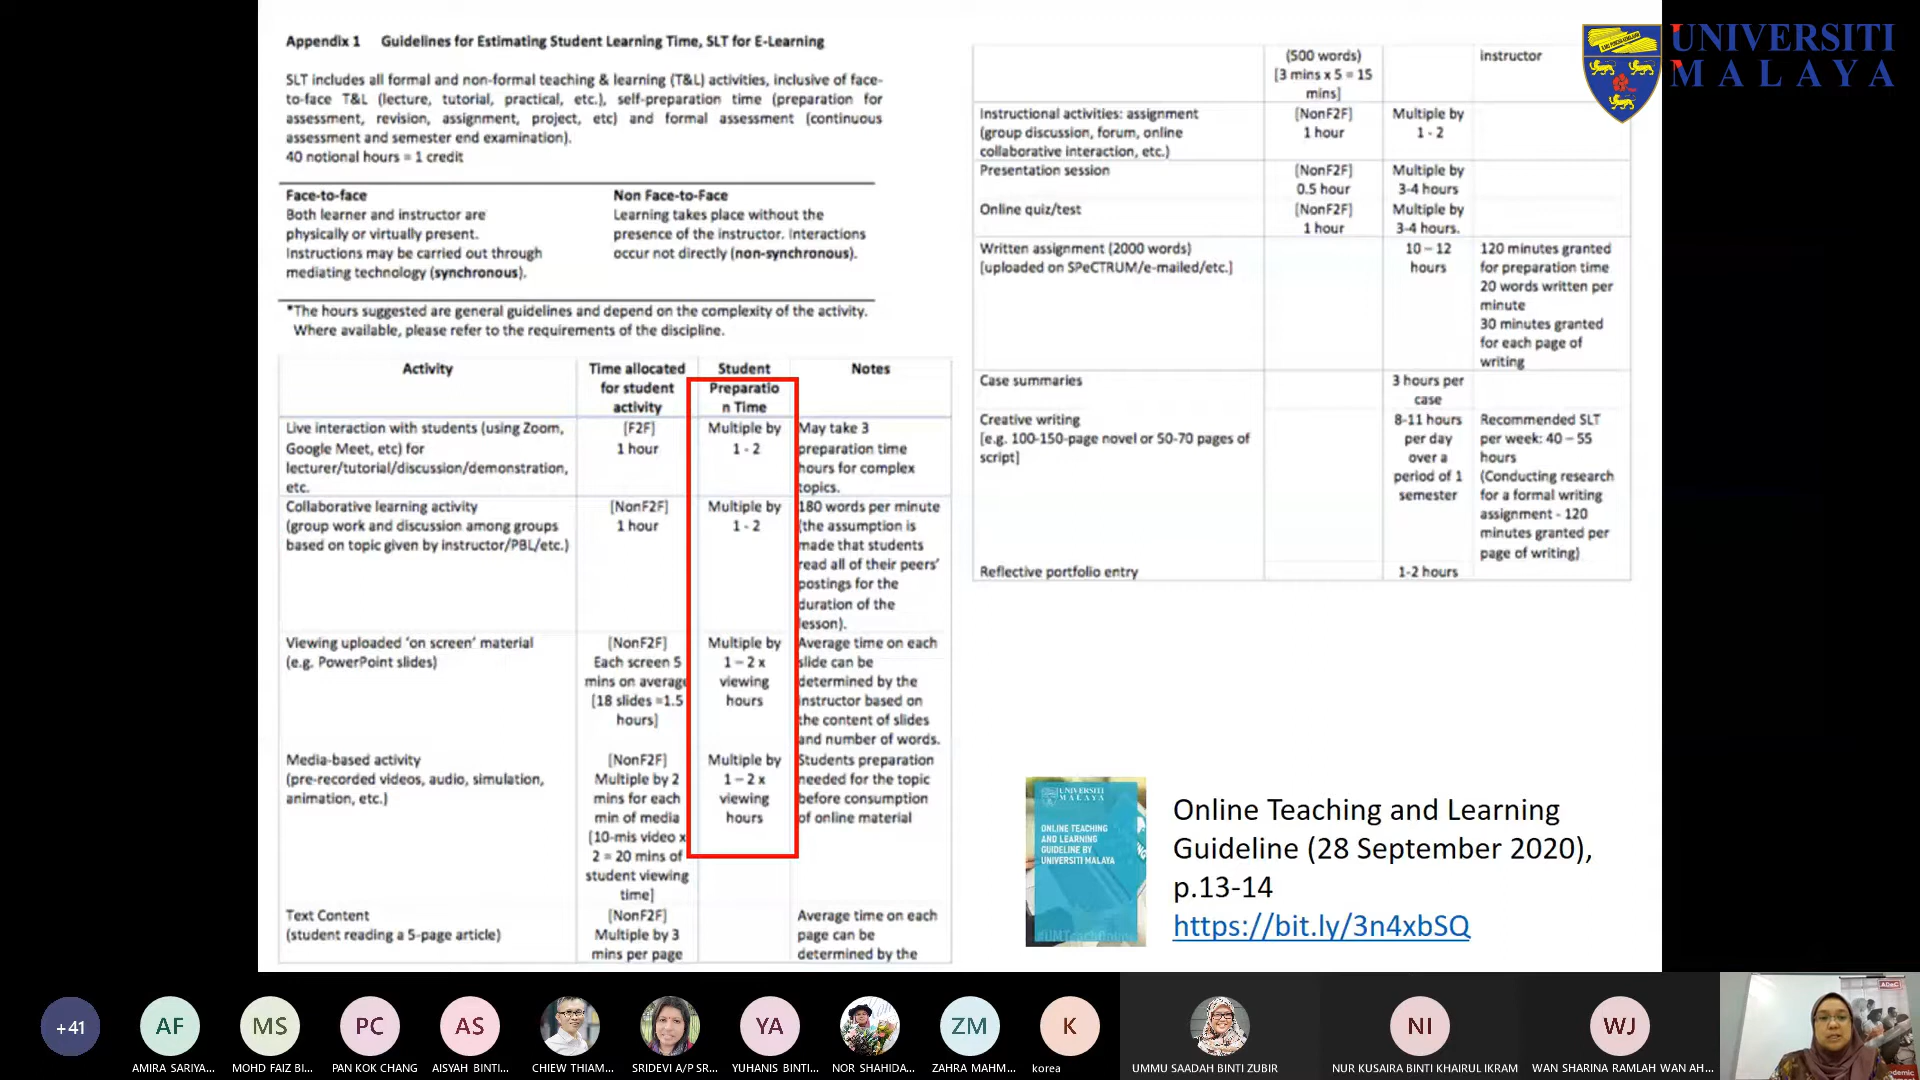 Appendix 1 Guidelines for Estimating Student Learning Time, SLT for E-Learning
SLT includes all formal and non-formal teaching & learning (T&L) activities, inclusive of face-
to-face T&L (lecture, tutorial, practical, etc.), self-preparation time (preparation for
assessment, revision, assignment, project, etc) and formal assessment (continuous
assessment and semester end examination).
40 notional hours = 1 credit
Face-to-face
Both learner and instructor are
physically or virtually present.
Instructions may be carried out through
mediating technology (synchronous).
Non Face-to-Face
Learning takes place without the
presence of the instructor. Interactions
occur not directly (non-synchronous).
*The hours suggested are general guidelines and depend on the complexity of the activity.
Where available, please refer to the requirements of the discipline.
Activity
Time allocated
for student
activity
Student
Preparatio
n Time
Notes
Live interaction with students (using Zoom,
Google Meet, etc) for
lecturer/tutorial/discussion/demonstration,
etc.
[F2F]
1 hour
Multiple by
1 - 2
May take 3
preparation time
hours for complex
topics.
Collaborative learning activity
(group work and discussion among groups
based on topic given by instructor/PBL/etc.)
[NonF2F]
1 hour
Multiple by
1 - 2
180 words per minute
(the assumption is
made that students
read all of their peers'
postings for the
duration of the
lesson).
Viewing uploaded 'on screen' material
(e.g. PowerPoint slides)
[NonF2F]
Each screen 5
mins on average
[18 slides =1.5
hours]
Multiple by
1 – 2 x
viewing
hours
Average time on each
slide can be
determined by the
instructor based on
the content of slides
and number of words.
Media-based activity
(pre-recorded videos, audio, simulation,
animation, etc.)
[NonF2F]
Multiple by 2
mins for each
min of media
[10-mis video x
2 = 20 mins of
student viewing
time]
Multiple by
1 – 2 x
viewing
hours
Students preparation
needed for the topic
before consumption
of online material
Text Content
(student reading a 5-page article)
[NonF2F]
Multiple by 3
mins per page
Average time on each
page can be
determined by the
(500 words)
[3 mins x 5 = 15
mins]
instructor
Instructional activities: assignment
(group discussion, forum, online
collaborative interaction, etc.)
[NonF2F]
1 hour
Multiple by
1 - 2
Presentation session
[NonF2F]
0.5 hour
Multiple by
3-4 hours
Online quiz/test
[NonF2F]
1 hour
Multiple by
3-4 hours.
Written assignment (2000 words)
[uploaded on SPeCTRUM/e-mailed/etc.]
10 – 12
hours
120 minutes granted
for preparation time
20 words written per
minute
30 minutes granted
for each page of
writing
Case summaries
3 hours per
case
Creative writing
[e.g. 100-150-page novel or 50-70 pages of
script]
8-11 hours
per day
over a
period of 1
semester
Recommended SLT
per week: 40 – 55
hours
(Conducting research
for a formal writing
assignment - 120
minutes granted per
page of writing)
Reflective portfolio entry
1-2 hours
UNIVERSITI
MALAYA
UNIVERSITI
MALAYA
ONLINE TEACHING
AND LEARNING
GUIDELINE BY
UNIVERSITI MALAYA
#UMTeachOnline
Online Teaching and Learning
Guideline (28 September 2020),
p.13-14
https://bit.ly/3n4xbSQ
+41
AF
MS
PC
AS
YA
ZM
K
NI
WJ
AMIRA SARIYA...
MOHD FAIZ BI...
PAN KOK CHANG
AISYAH BINTI...
CHIEW THIAM...
SRIDEVI A/P SR...
YUHANIS BINTI...
NOR SHAHIDA...
ZAHRA MAHM...
korea
UMMU SAADAH BINTI ZUBIR
NUR KUSAIRA BINTI KHAIRUL IKRAM
WAN SHARINA RAMLAH WAN AH...